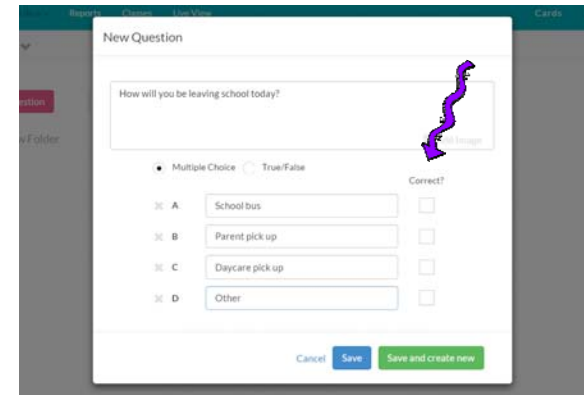 Reports Classes Live View Cards
New Question
How will you be leaving school today?
Multiple Choice True/False
Correct?
A School bus
B Parent pick up
C Daycare pick up
D Other
Cancel Save Save and create new